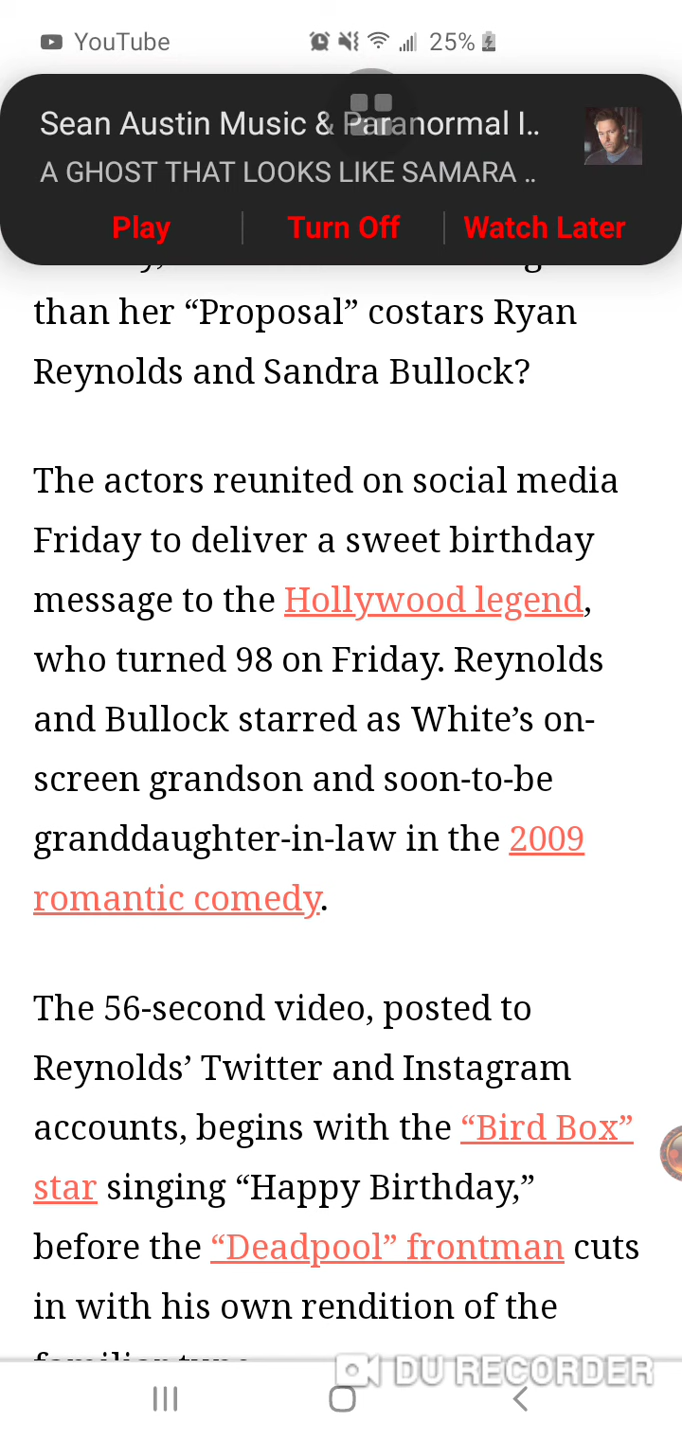 YouTube
25%
Sean Austin Music & Paranormal I..
A GHOST THAT LOOKS LIKE SAMARA ..
Play
Turn Off
Watch Later
than her “Proposal” costars Ryan
Reynolds and Sandra Bullock?
The actors reunited on social media
Friday to deliver a sweet birthday
message to the Hollywood legend,
who turned 98 on Friday. Reynolds
and Bullock starred as White’s on-
screen grandson and soon-to-be
granddaughter-in-law in the 2009
romantic comedy.
The 56-second video, posted to
Reynolds’ Twitter and Instagram
accounts, begins with the “Bird Box”
star singing “Happy Birthday,”
before the “Deadpool” frontman cuts
in with his own rendition of the
DU RECORDER